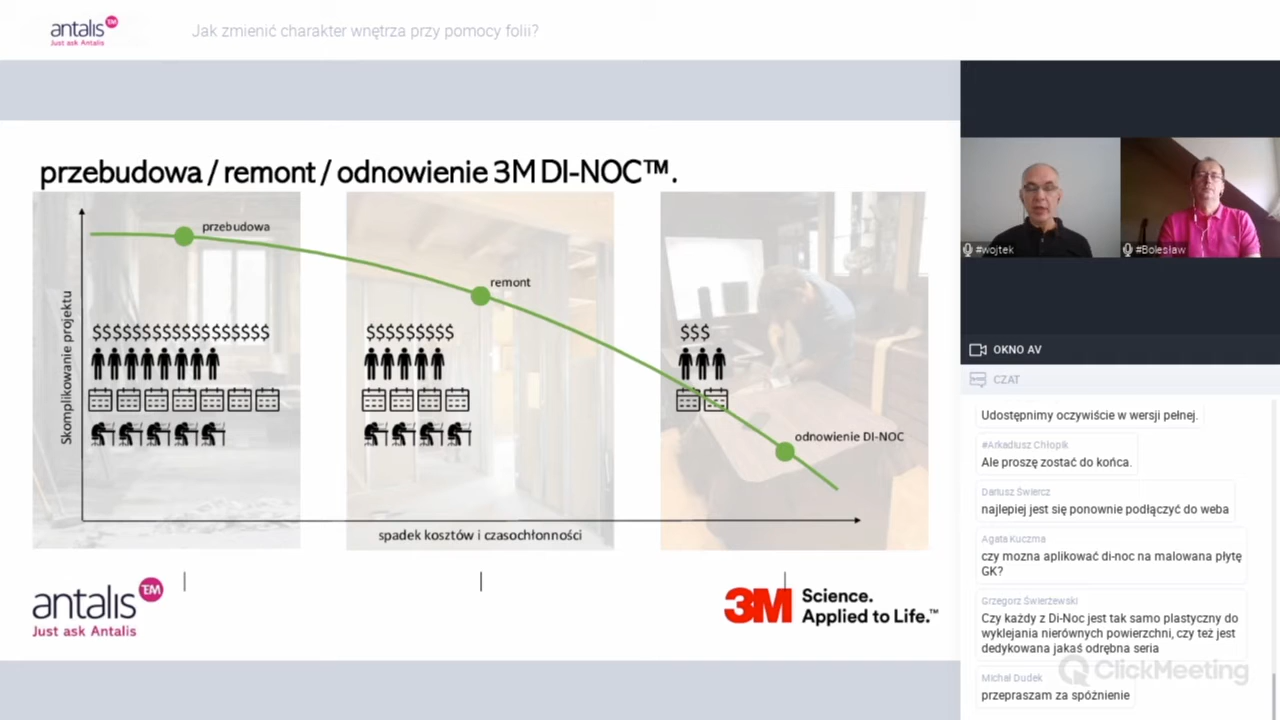 antalis TM
Just ask Antalis
Jak zmienić charakter wnętrza przy pomocy folii?
przebudowa / remont / odnowienie 3M DI-NOC™.
przebudowa
remont
odnowienie DI-NOC
Skomplikowanie projektu
$$$$$$$$$$$$$$$$$$
$$$$$$$$$
$$$
spadek kosztów i czasochłonności
antalis TM
Just ask Antalis
3M Science.
Applied to Life.™
#wojtek
#Bolesław
OKNO AV
CZAT
Udostępnimy oczywiście w wersji pełnej.
#Arkadiusz Chłopik
Ale proszę zostać do końca.
Dariusz Świercz
najlepiej jest się ponownie podłączyć do weba
Agata Kuczma
czy mozna aplikować di-noc na malowana płytę
GK?
Grzegorz Świerżewski
Czy każdy z Di-Noc jest tak samo plastyczny do
wyklejania nierównych powierzchni, czy też jest
dedykowana jakaś odrębna seria
ClickMeeting
Michał Dudek
przepraszam za spóżnienie